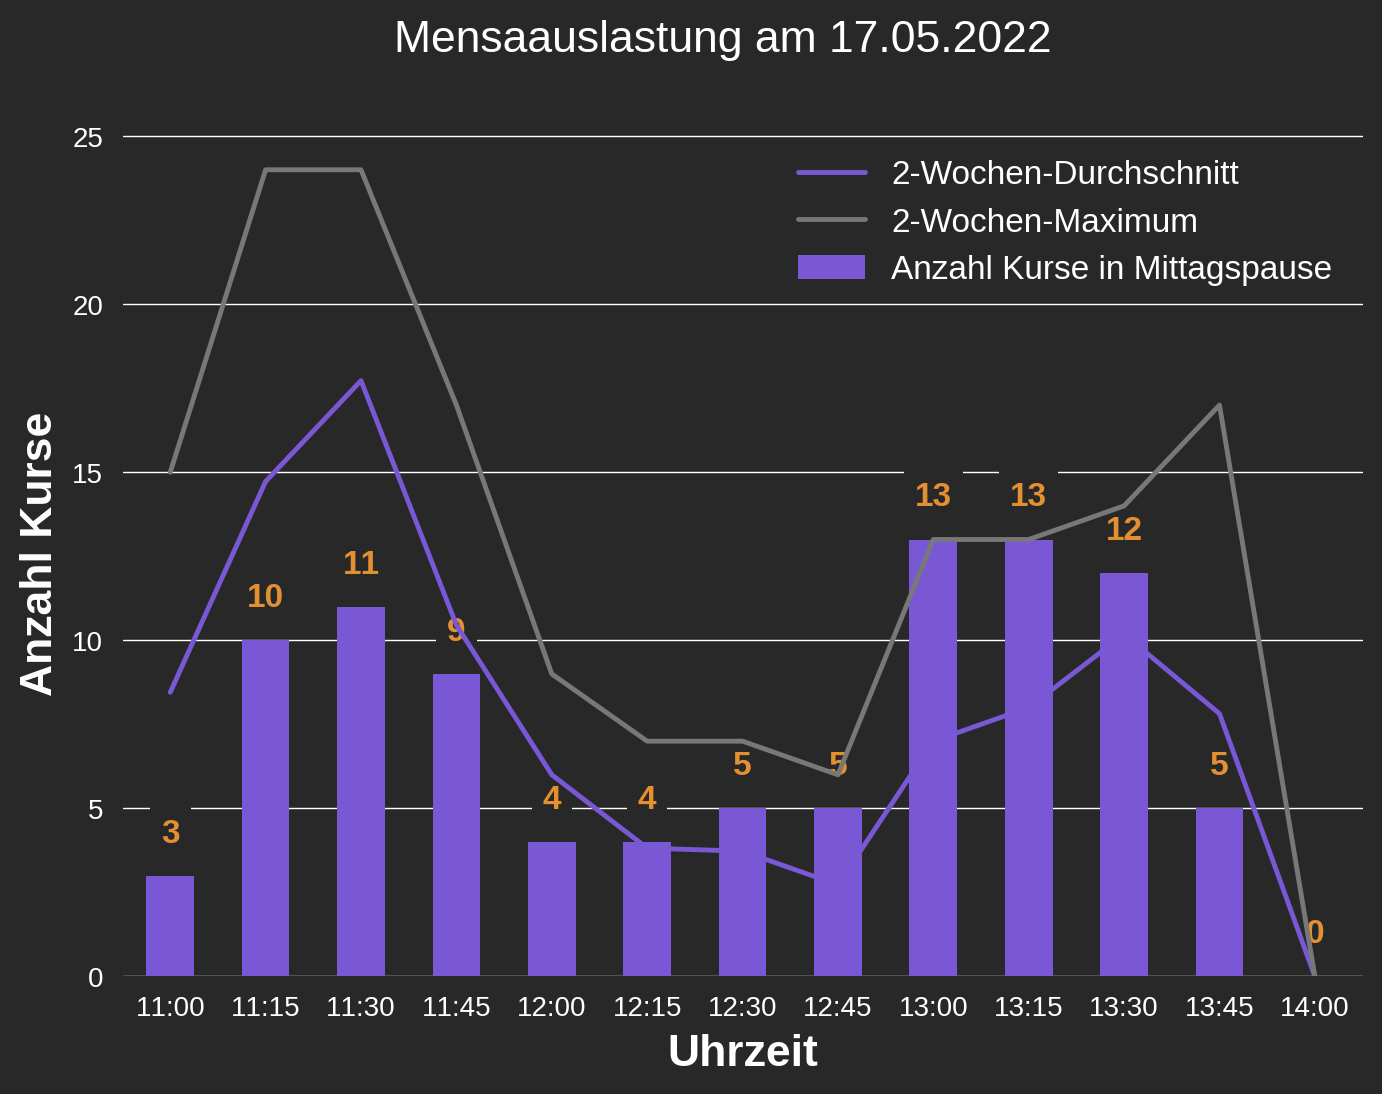 Mensaauslastung am 17.05.2022
25
20
15
10
5
0
Anzahl Kurse
2-Wochen-Durchschnitt
2-Wochen-Maximum
Anzahl Kurse in Mittagspause
3
10
11
9
4
4
5
5
13
13
12
5
0
11:00 11:15 11:30 11:45 12:00 12:15 12:30 12:45 13:00 13:15 13:30 13:45 14:00
Uhrzeit